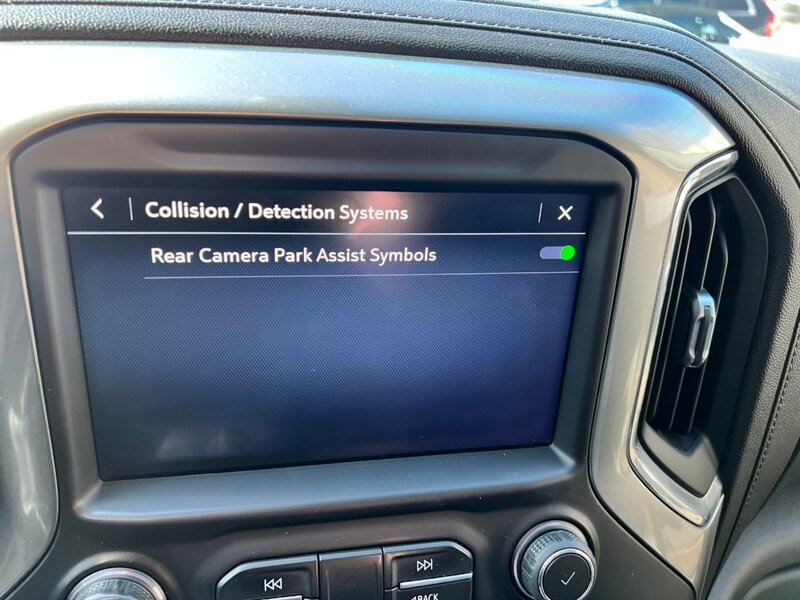 Collision / Detection Systems
Rear Camera Park Assist Symbols
BACK